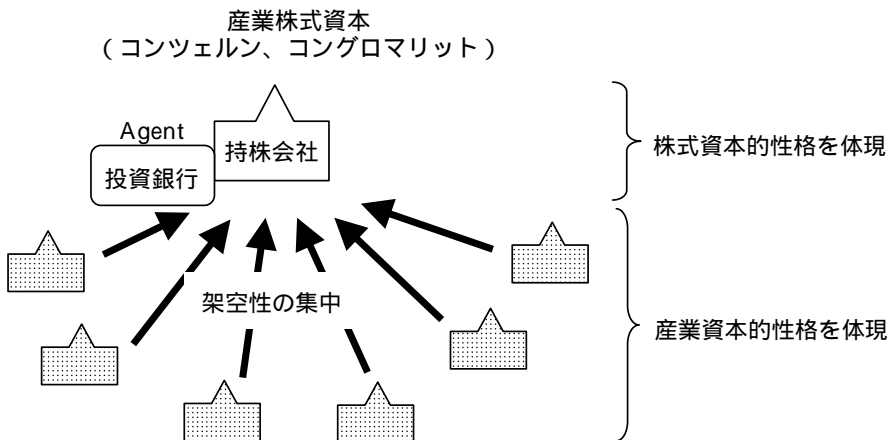 産業株式資本
(コンツェルン、コングロマリット)
Agent
投資銀行
持株会社
株式資本的性格を体現
架空性の集中
産業資本的性格を体現